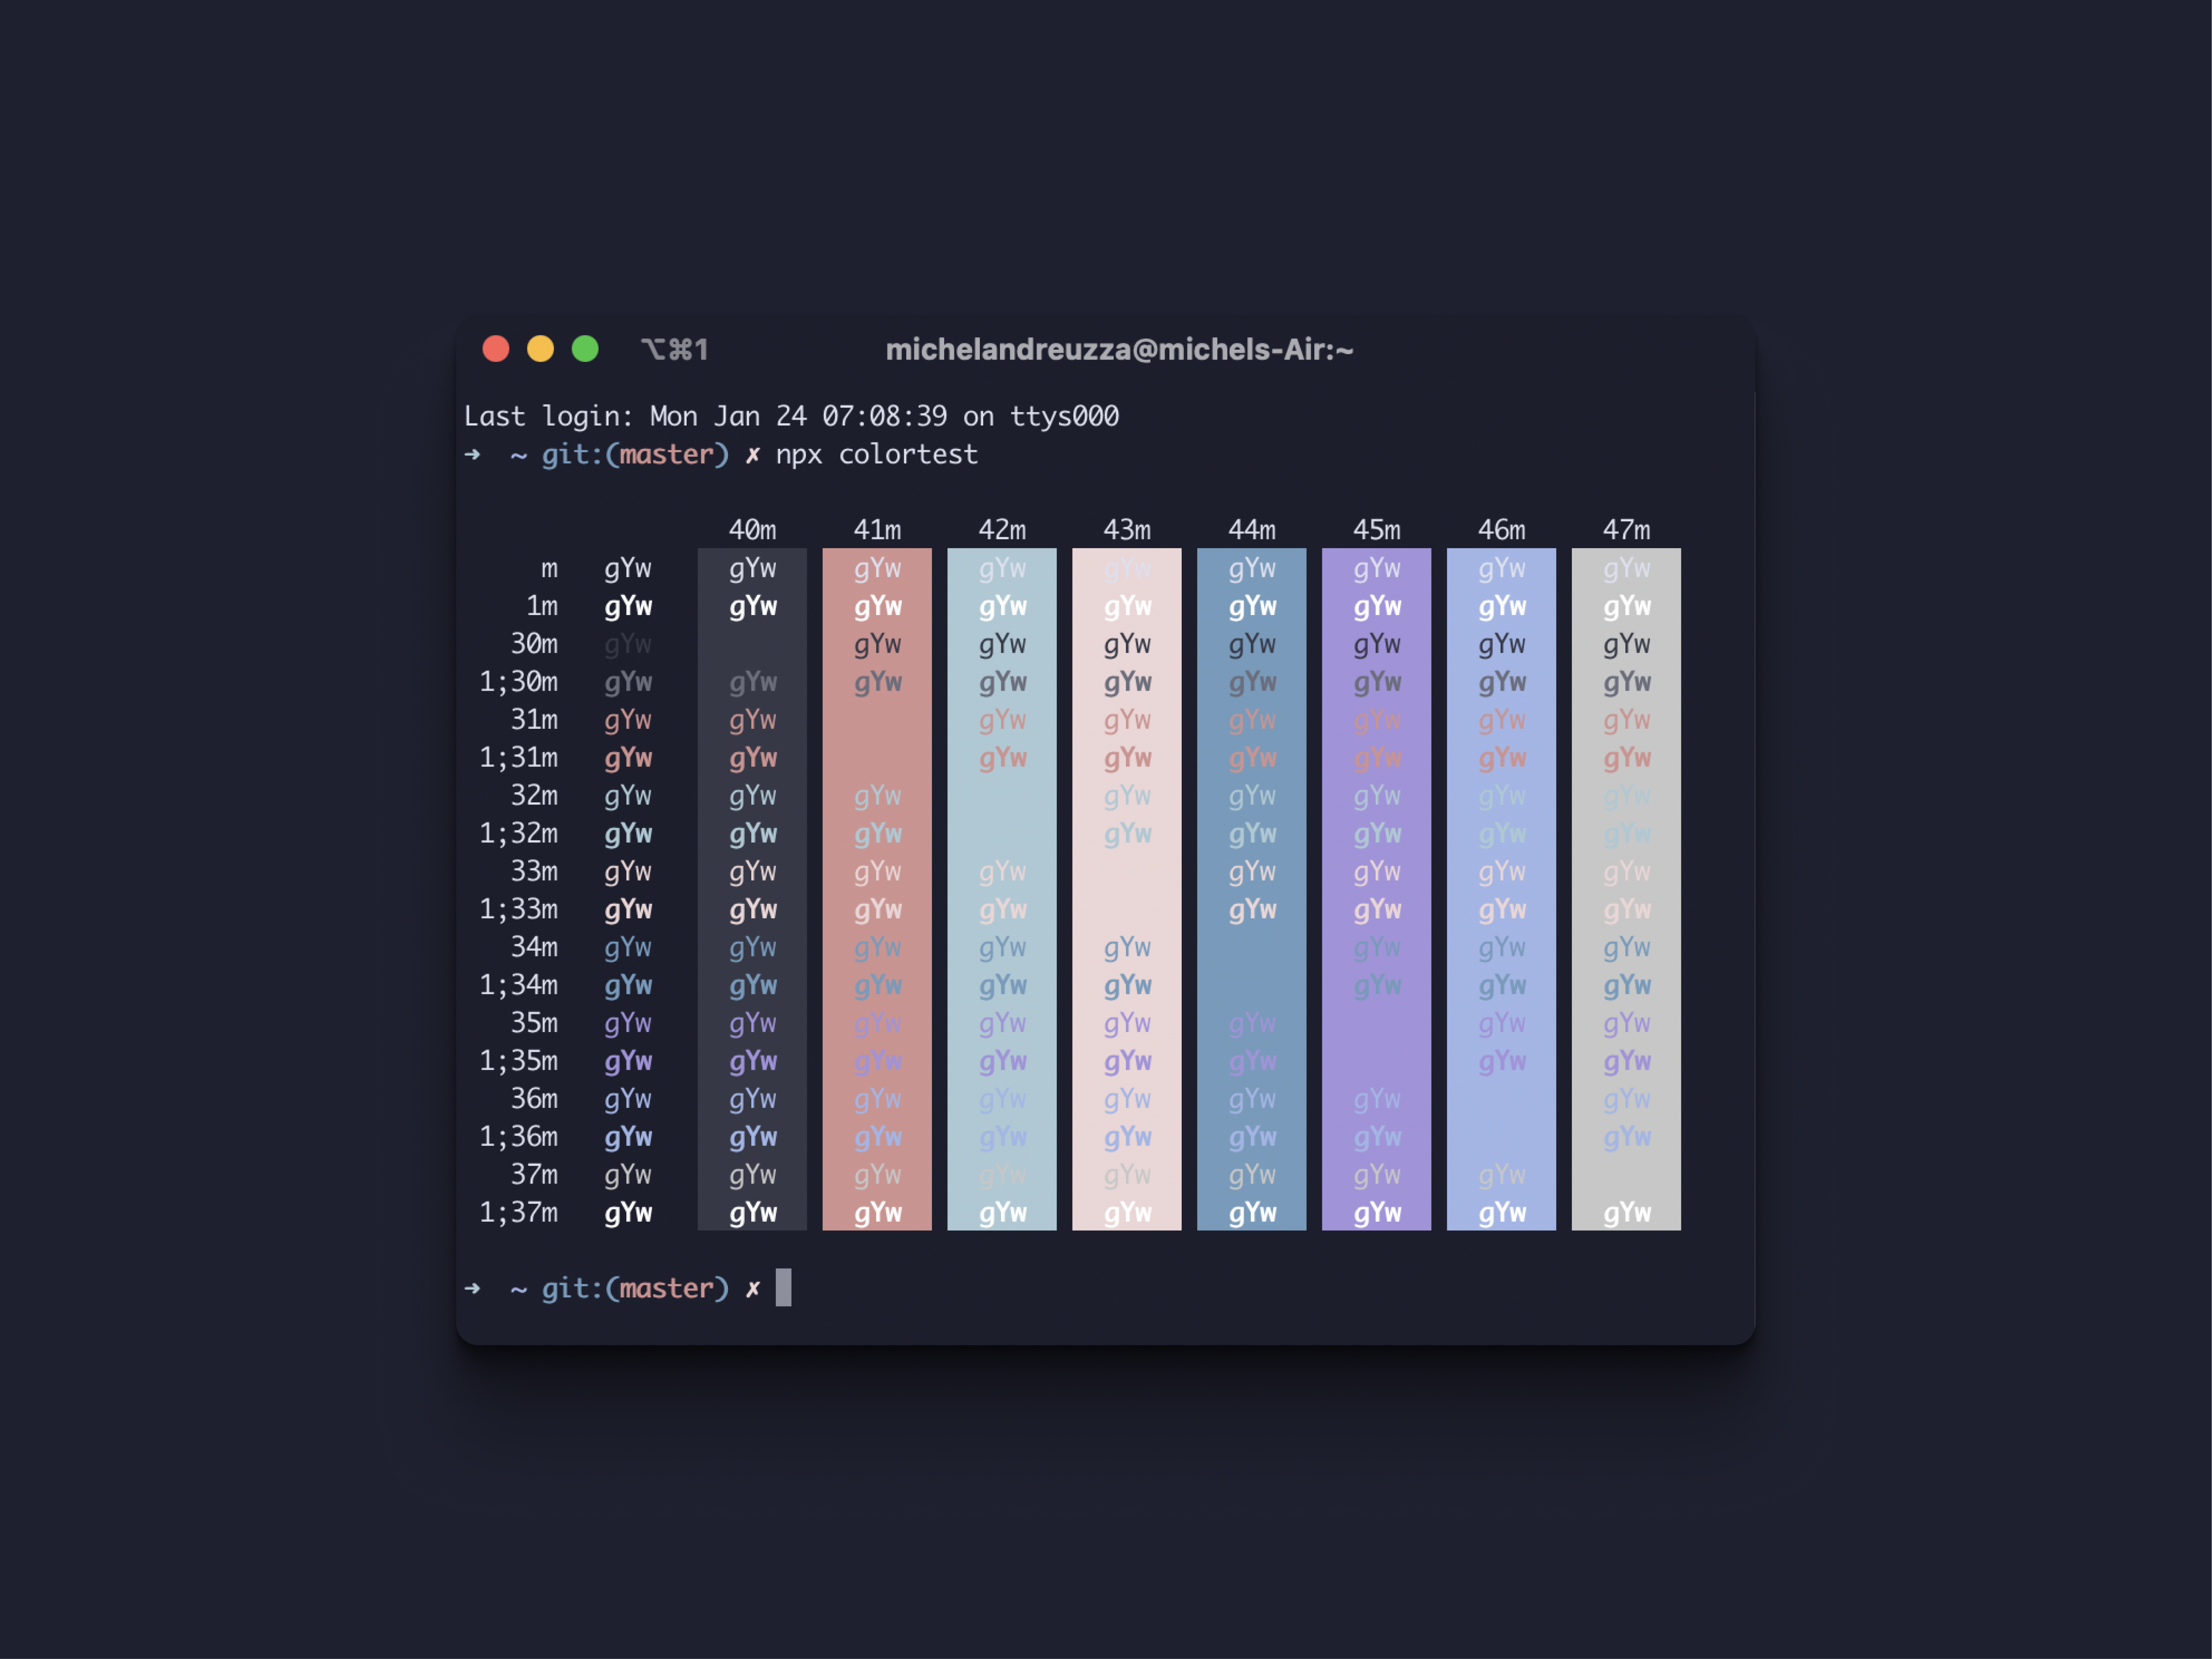 ⌥⌘1 michelandreuzza@michels-Air:~
Last login: Mon Jan 24 07:08:39 on ttys000
➜ ~ git:(master) ✗ npx colortest
40m 41m 42m 43m 44m 45m 46m 47m
m gYw gYw gYw gYw gYw gYw gYw gYw gYw
1m gYw gYw gYw gYw gYw gYw gYw gYw gYw
30m gYw gYw gYw gYw gYw gYw gYw gYw
1;30m gYw gYw gYw gYw gYw gYw gYw gYw gYw
31m gYw gYw gYw gYw gYw gYw gYw gYw
1;31m gYw gYw gYw gYw gYw gYw gYw gYw
32m gYw gYw gYw gYw gYw gYw gYw gYw
1;32m gYw gYw gYw gYw gYw gYw gYw gYw
33m gYw gYw gYw gYw gYw gYw gYw gYw
1;33m gYw gYw gYw gYw gYw gYw gYw gYw
34m gYw gYw gYw gYw gYw gYw gYw gYw
1;34m gYw gYw gYw gYw gYw gYw gYw gYw
35m gYw gYw gYw gYw gYw gYw gYw gYw
1;35m gYw gYw gYw gYw gYw gYw gYw gYw
36m gYw gYw gYw gYw gYw gYw gYw gYw
1;36m gYw gYw gYw gYw gYw gYw gYw gYw
37m gYw gYw gYw gYw gYw gYw gYw gYw
1;37m gYw gYw gYw gYw gYw gYw gYw gYw gYw
➜ ~ git:(master) ✗